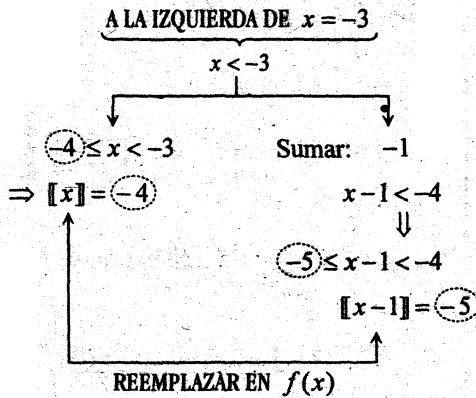 A LA IZQUIERDA DE x = -3
x < -3
-4 ≤ x < -3
⇒ [[x]] = -4
Sumar: -1
x - 1 < -4
⇓
-5 ≤ x - 1 < -4
[[x - 1]] = -5
REEMPLAZAR EN f(x)